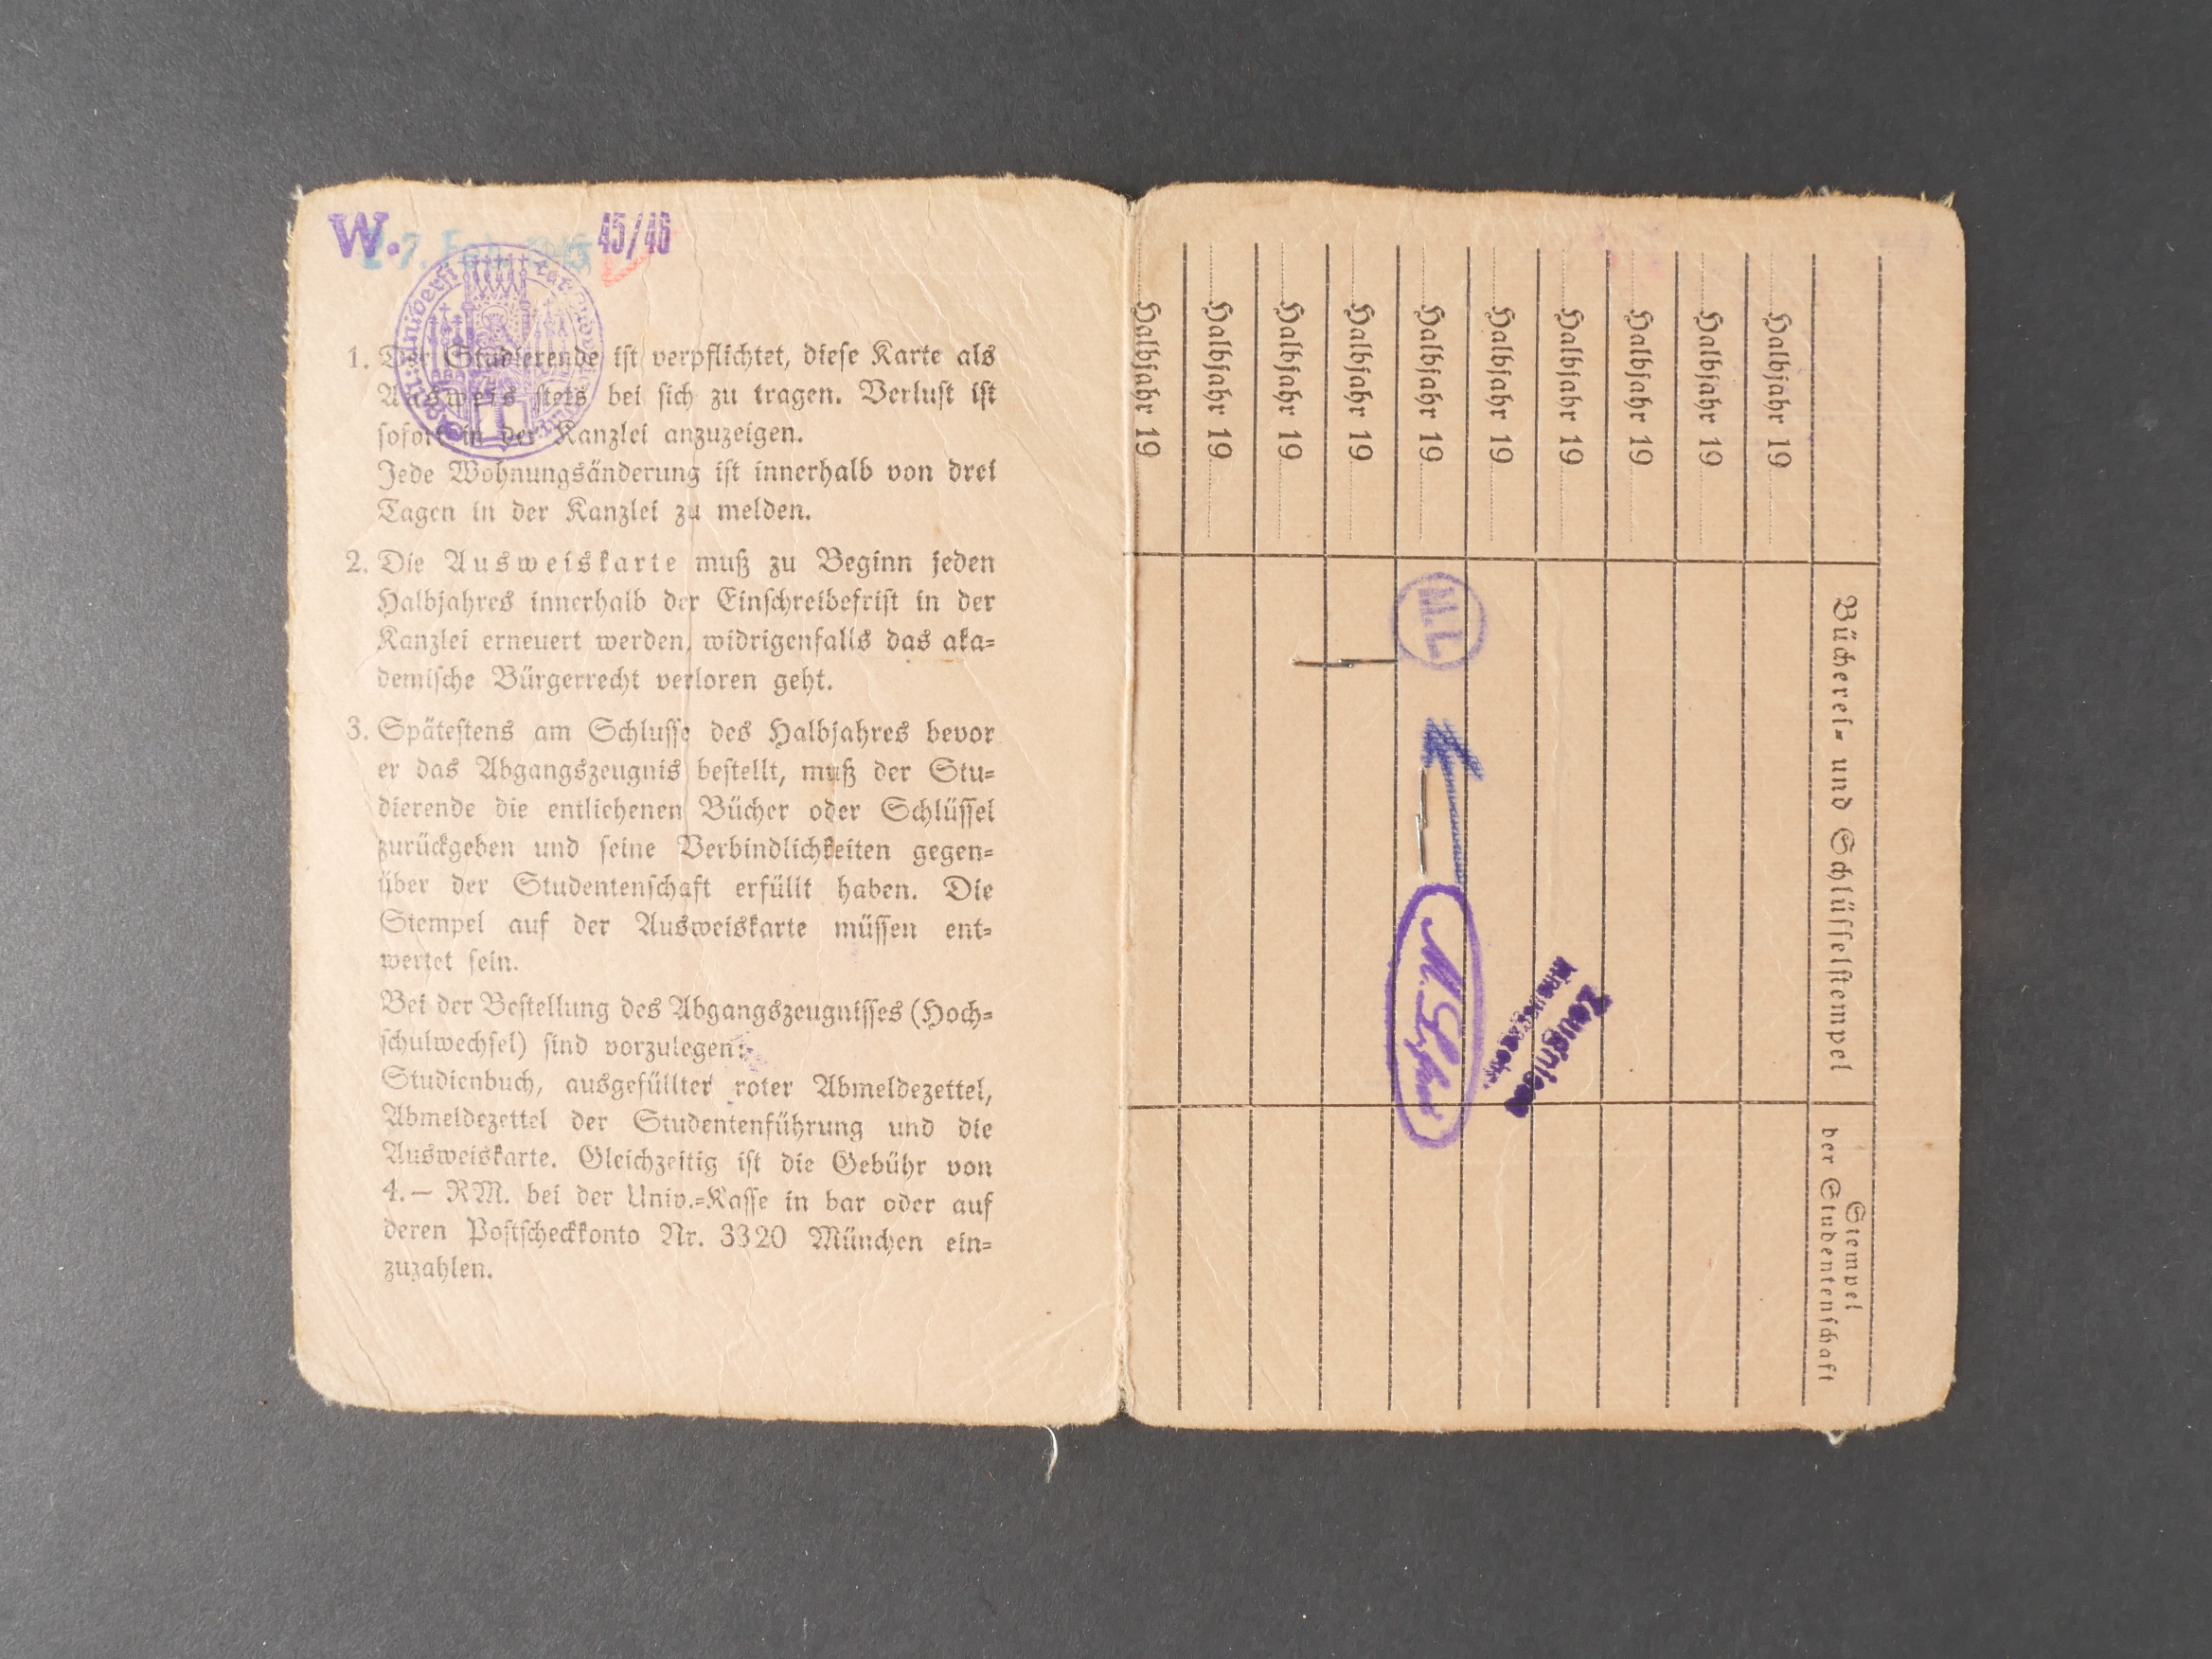 W. 45/46
1. Der Studierende ist verpflichtet, diese Karte als
Ausweis stets bei sich zu tragen. Verlust ist
sofort in der Kanzlei anzuzeigen.
Jede Wohnungsänderung ist innerhalb von drei
Tagen in der Kanzlei zu melden.
2. Die Ausweiskarte muß zu Beginn jeden
Halbjahres innerhalb der Einschreibefrist in der
Kanzlei erneuert werden, widrigenfalls das aka=
demische Bürgerrecht verloren geht.
3. Spätestens am Schlusse des Halbjahres bevor
er das Abgangszeugnis bestellt, muß der Stu=
dierende die entliehenen Bücher oder Schlüssel
zurückgeben und seine Verbindlichkeiten gegen=
über der Studentenschaft erfüllt haben. Die
Stempel auf der Ausweiskarte müssen ent=
wertet sein.
Bei der Bestellung des Abgangszeugnisses (Hoch=
schulwechsel) sind vorzulegen:
Studienbuch, ausgefüllter roter Abmeldezettel,
Abmeldezettel der Studentenführung und die
Ausweiskarte. Gleichzeitig ist die Gebühr von
4.— RM. bei der Univ.=Kasse in bar oder auf
deren Postscheckkonto Nr. 3320 München ein=
zuzahlen.
Bücherei= und Schlüsselstempel
Stempel
der Studentenschaft
Halbjahr 19
Halbjahr 19
Halbjahr 19
Halbjahr 19
Halbjahr 19
Halbjahr 19
Halbjahr 19
Halbjahr 19
Halbjahr 19
Halbjahr 19
M.L